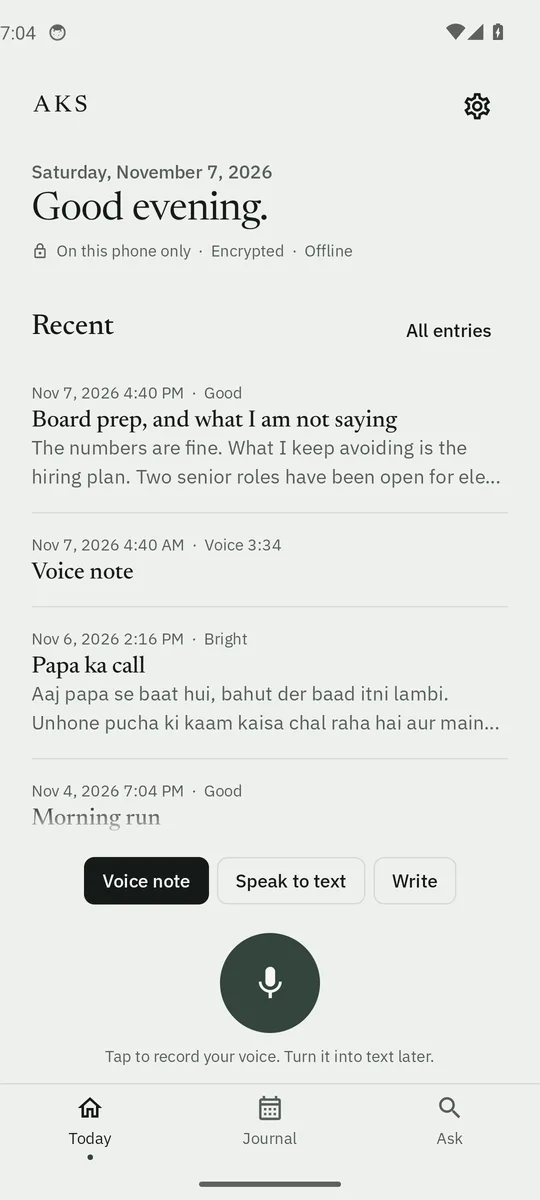 7:04
AKS
Saturday, November 7, 2026
Good evening.
On this phone only · Encrypted · Offline
Recent
All entries
Nov 7, 2026 4:40 PM · Good
Board prep, and what I am not saying
The numbers are fine. What I keep avoiding is the
hiring plan. Two senior roles have been open for ele...
Nov 7, 2026 4:40 AM · Voice 3:34
Voice note
Nov 6, 2026 2:16 PM · Bright
Papa ka call
Aaj papa se baat hui, bahut der baad itni lambi.
Unhone pucha ki kaam kaisa chal raha hai aur main...
Nov 4, 2026 7:04 PM · Good
Morning run
Voice note
Speak to text
Write
Tap to record your voice. Turn it into text later.
Today
Journal
Ask